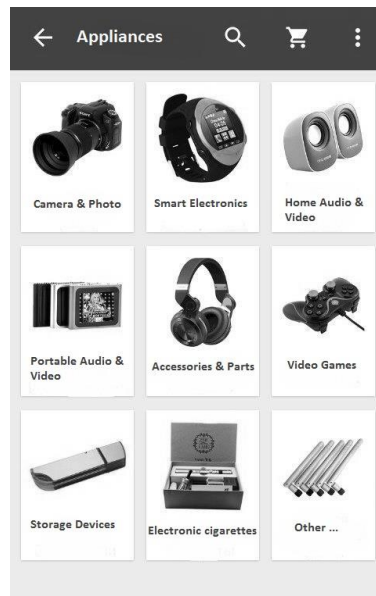 Appliances
Camera & Photo
Smart Electronics
Home Audio &
Video
Portable Audio &
Video
Accessories & Parts
Video Games
Storage Devices
Electronic cigarettes
Other ...